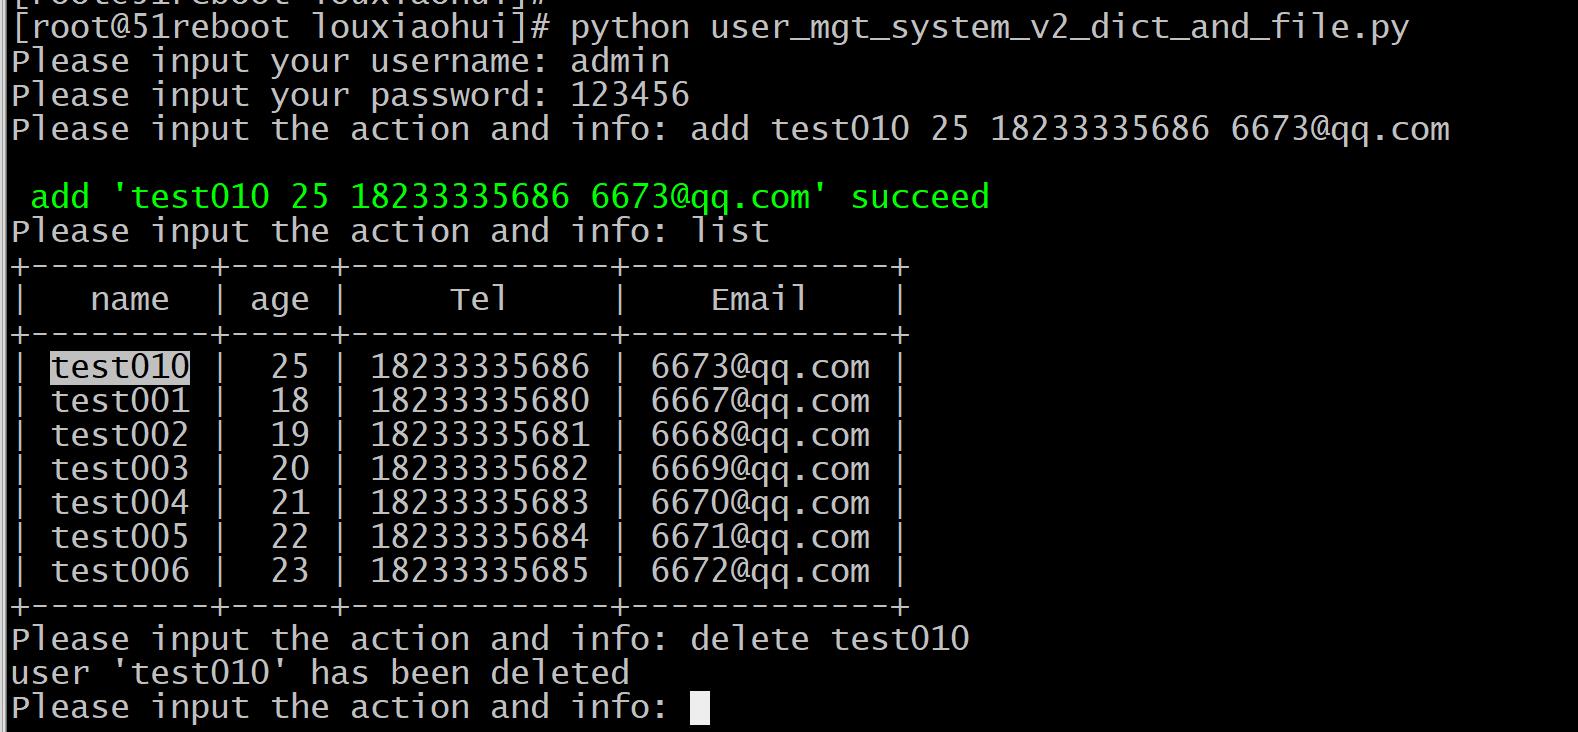 [root@51reboot louxiaohui]#
[root@51reboot louxiaohui]# python user_mgt_system_v2_dict_and_file.py
Please input your username: admin
Please input your password: 123456
Please input the action and info: add test010 25 18233335686 6673@qq.com
add 'test010 25 18233335686 6673@qq.com' succeed
Please input the action and info: list
+---------+-----+-------------+-------------+
| name | age | Tel | Email |
+---------+-----+-------------+-------------+
| test010 | 25 | 18233335686 | 6673@qq.com |
| test001 | 18 | 18233335680 | 6667@qq.com |
| test002 | 19 | 18233335681 | 6668@qq.com |
| test003 | 20 | 18233335682 | 6669@qq.com |
| test004 | 21 | 18233335683 | 6670@qq.com |
| test005 | 22 | 18233335684 | 6671@qq.com |
| test006 | 23 | 18233335685 | 6672@qq.com |
+---------+-----+-------------+-------------+
Please input the action and info: delete test010
user 'test010' has been deleted
Please input the action and info: